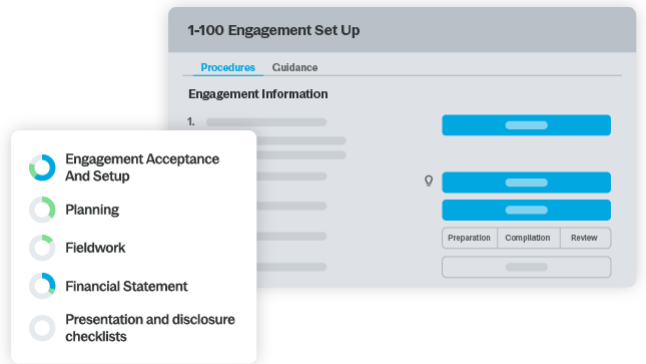 1-100 Engagement Set Up
Procedures Guidance
Engagement Information
1.
Preparation Compilation Review
Engagement Acceptance
And Setup
Planning
Fieldwork
Financial Statement
Presentation and disclosure
checklists